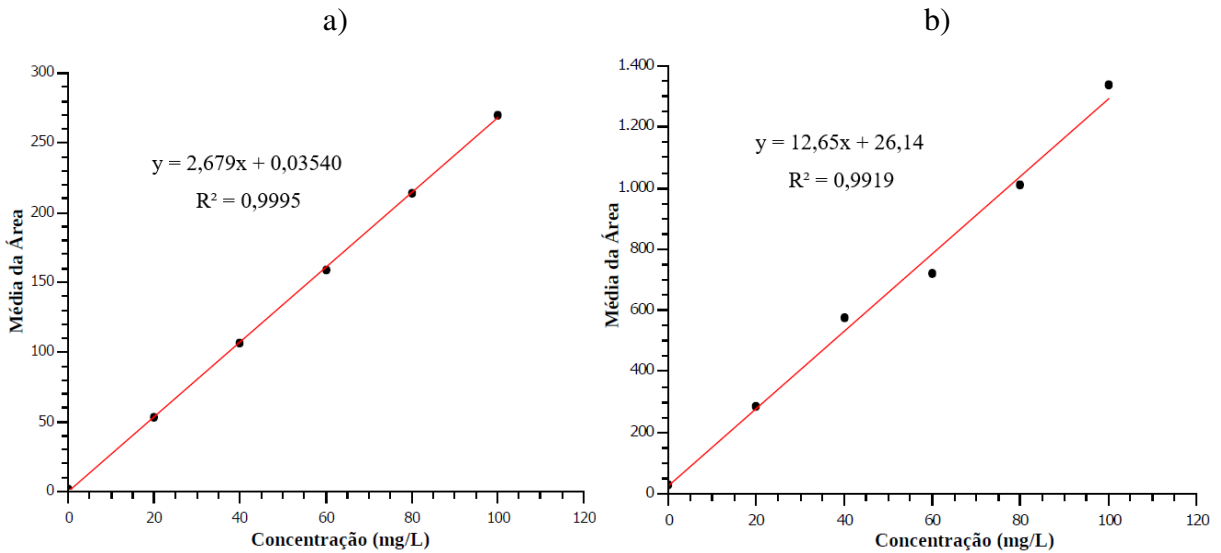 a)
300
250
200
150
100
50
0
Média da Área
y = 2,679x + 0,03540
R² = 0,9995
0 20 40 60 80 100 120
Concentração (mg/L)
b)
1.400
1.200
1.000
800
600
400
200
0
Média da Área
y = 12,65x + 26,14
R² = 0,9919
0 20 40 60 80 100 120
Concentração (mg/L)